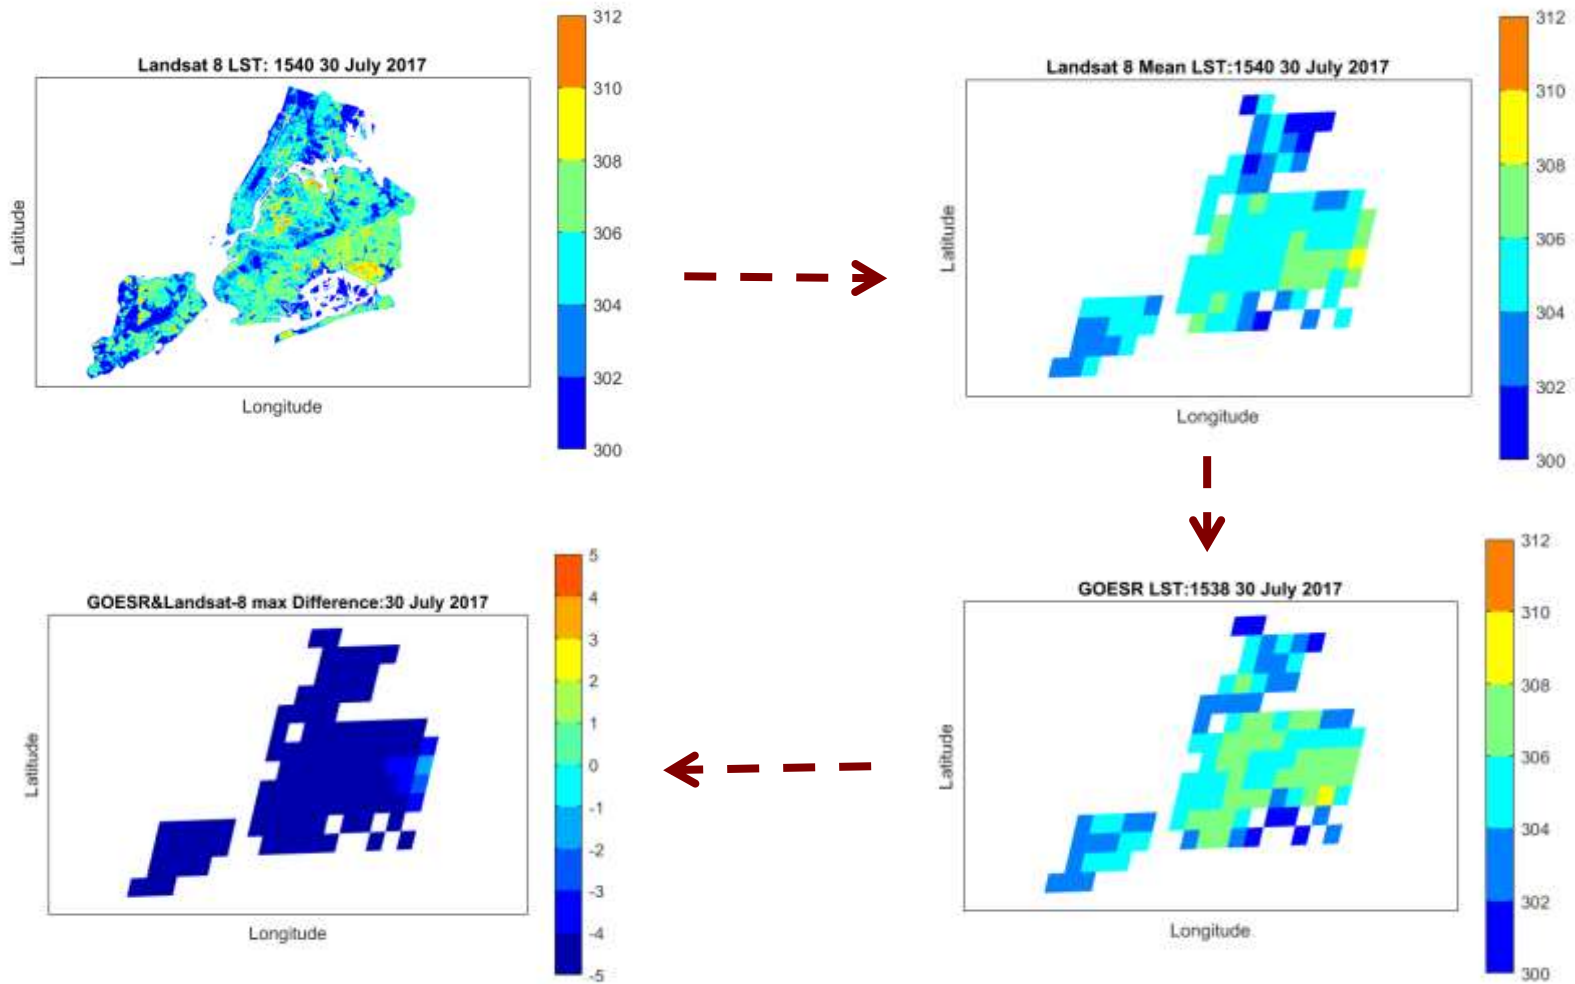 Landsat 8 LST: 1540 30 July 2017
Latitude
Longitude
312
310
308
306
304
302
300
Landsat 8 Mean LST:1540 30 July 2017
Latitude
Longitude
312
310
308
306
304
302
300
GOESR&Landsat-8 max Difference:30 July 2017
Latitude
Longitude
5
4
3
2
1
0
-1
-2
-3
-4
-5
GOESR LST:1538 30 July 2017
Latitude
Longitude
312
310
308
306
304
302
300